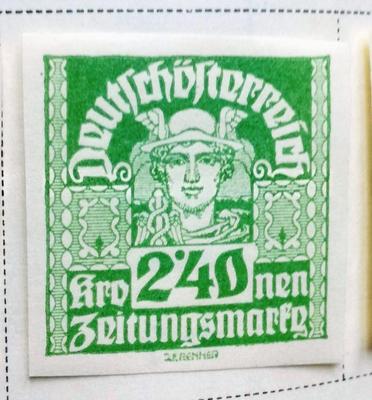 Deutschösterreich
Kro 2·40 nen
Zeitungsmarke
J.F.RENNER